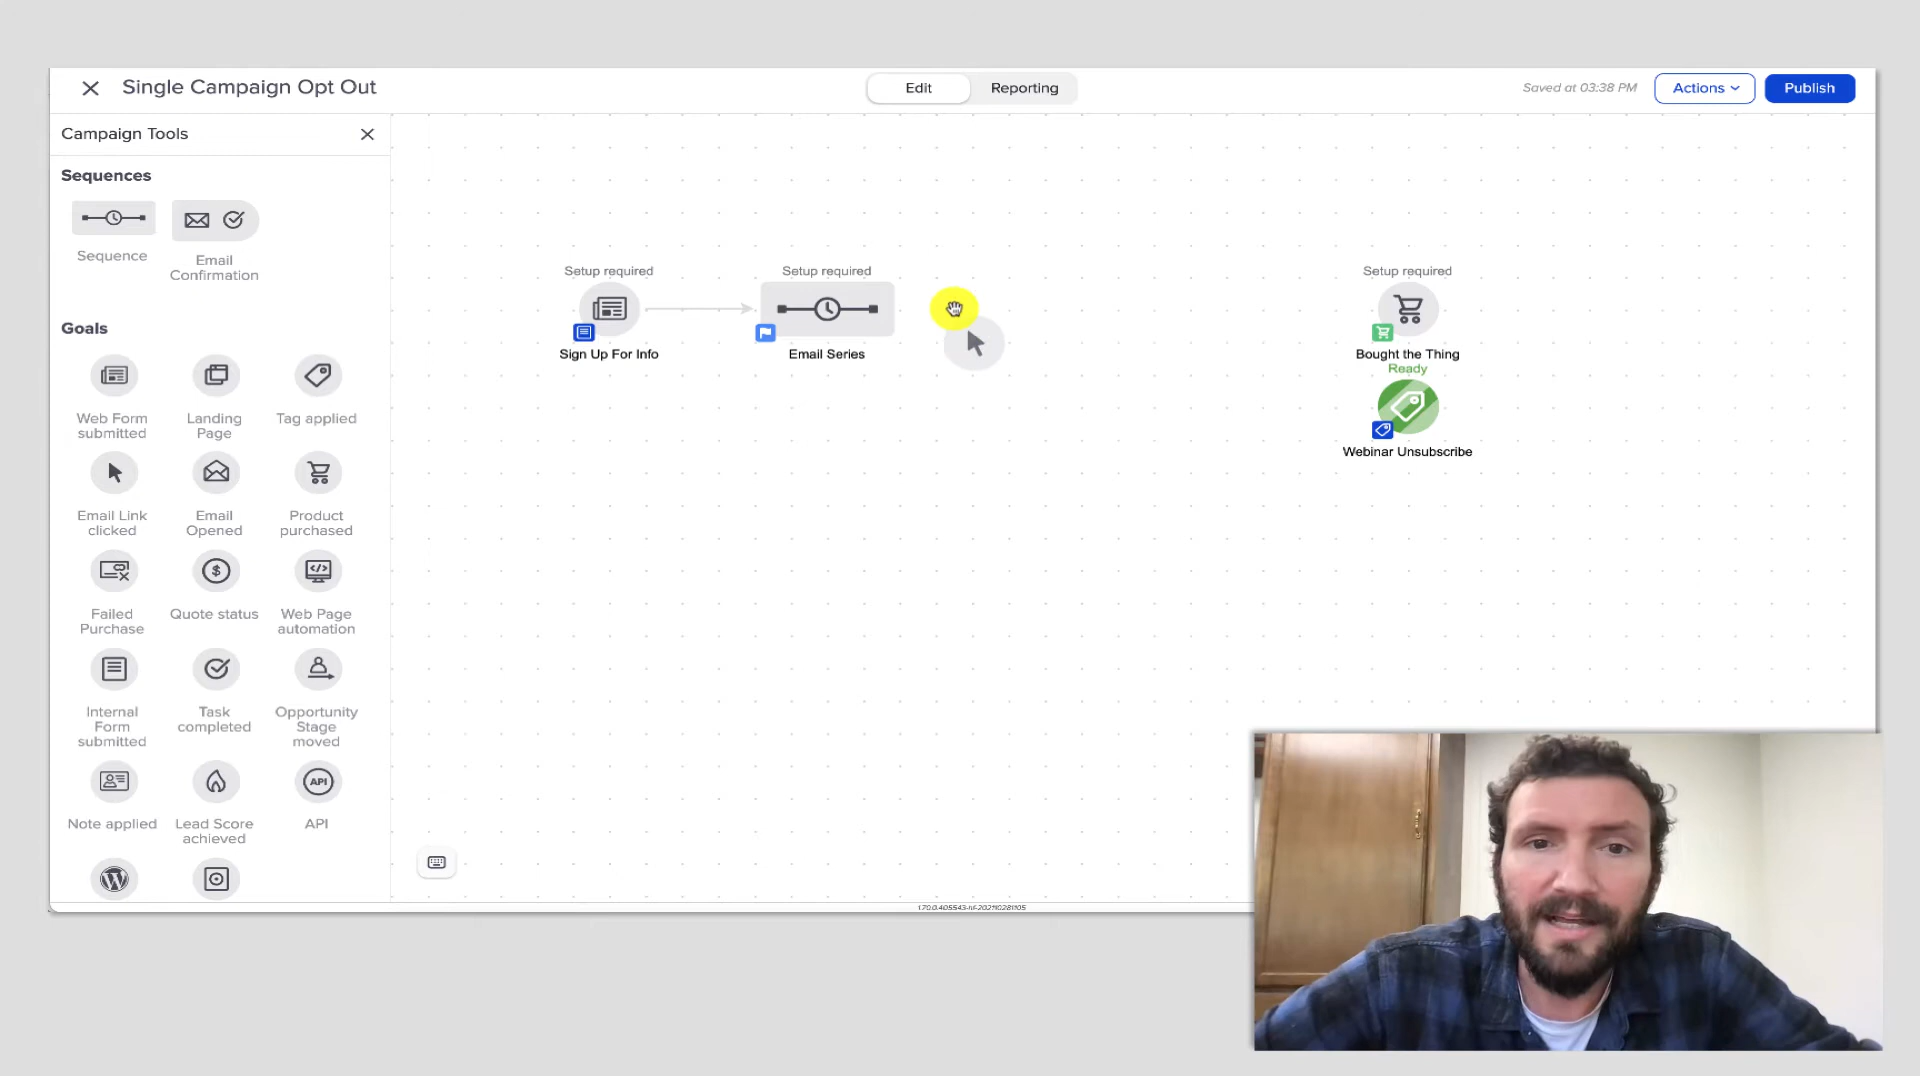 Single Campaign Opt Out
Edit
Reporting
Saved at 03:38 PM
Actions
Publish
Campaign Tools
Sequences
Sequence
Email
Confirmation
Goals
Web Form
submitted
Landing
Page
Tag applied
Email Link
clicked
Email
Opened
Product
purchased
Failed
Purchase
Quote status
Web Page
automation
Internal
Form
submitted
Task
completed
Opportunity
Stage
moved
Note applied
Lead Score
achieved
API
API
Setup required
Sign Up For Info
Setup required
Email Series
Setup required
Bought the Thing
Ready
Webinar Unsubscribe